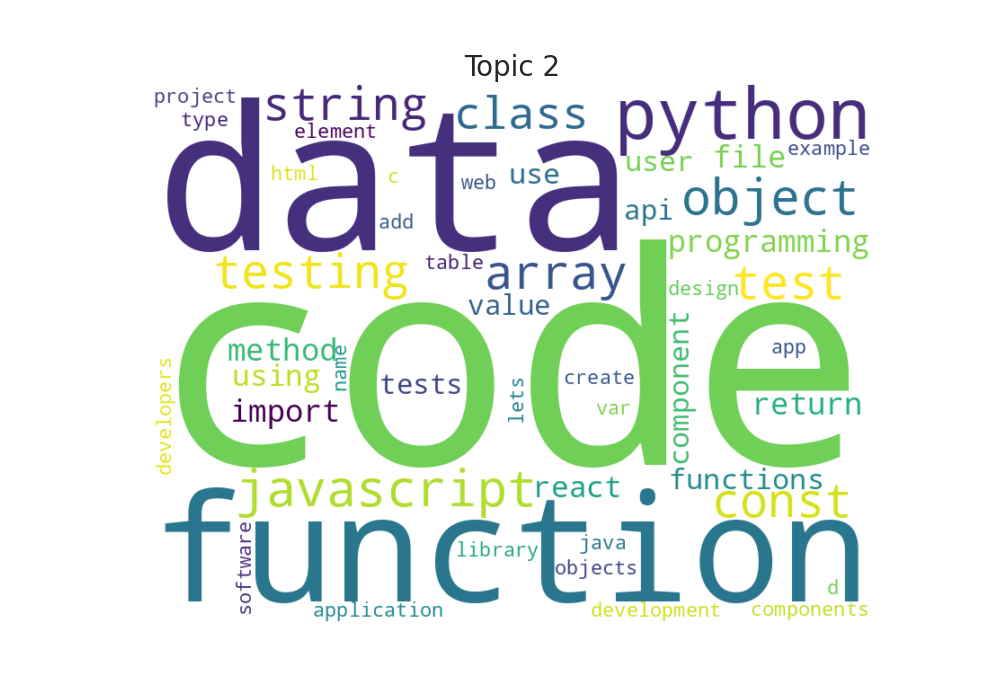 Topic 2
project
string
class
python
type
element
data
user
file
example
html
c
web
use
add
api
object
table
programming
testing
array
design
test
value
code
method
name
using
tests
create
app
import
lets
var
component
return
developers
javascript
react
functions
const
function
software
library
java
objects
d
application
development
components